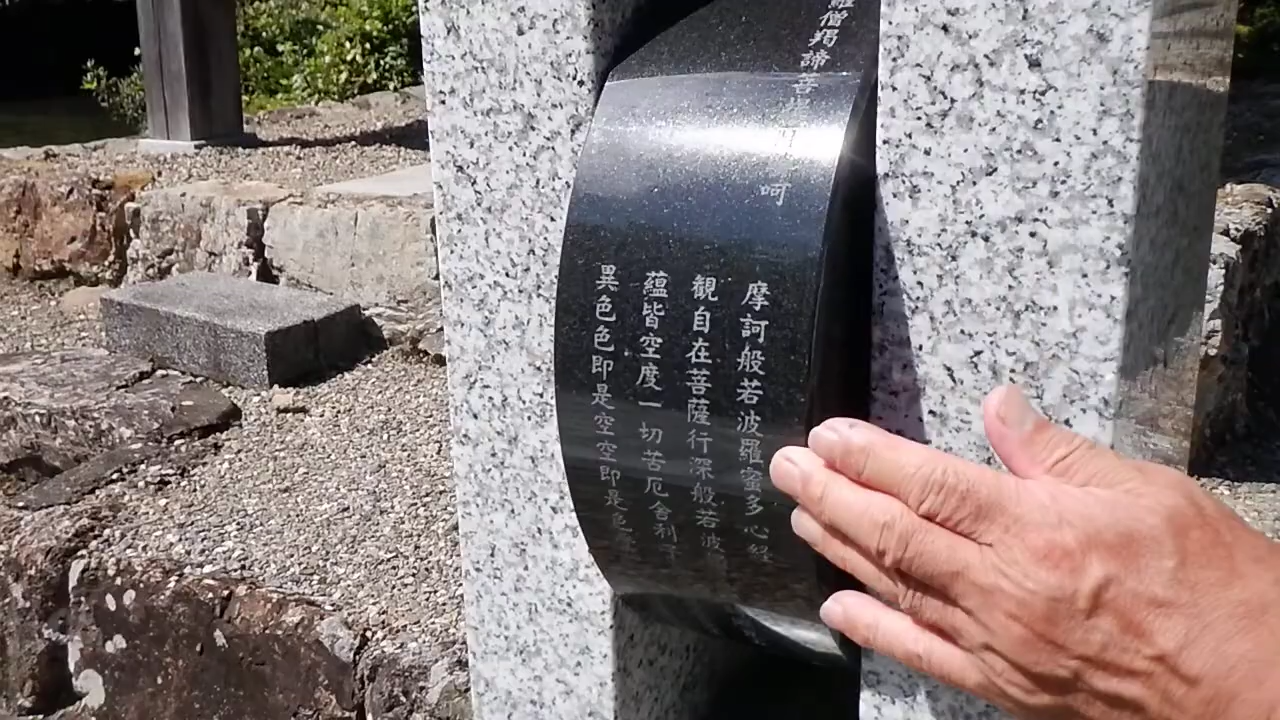 摩訶般若波羅蜜多心経
観自在菩薩行深般若波
蘊皆空度一切苦厄舎利子
異色色即是空空即是色
僧羯諦菩
呵